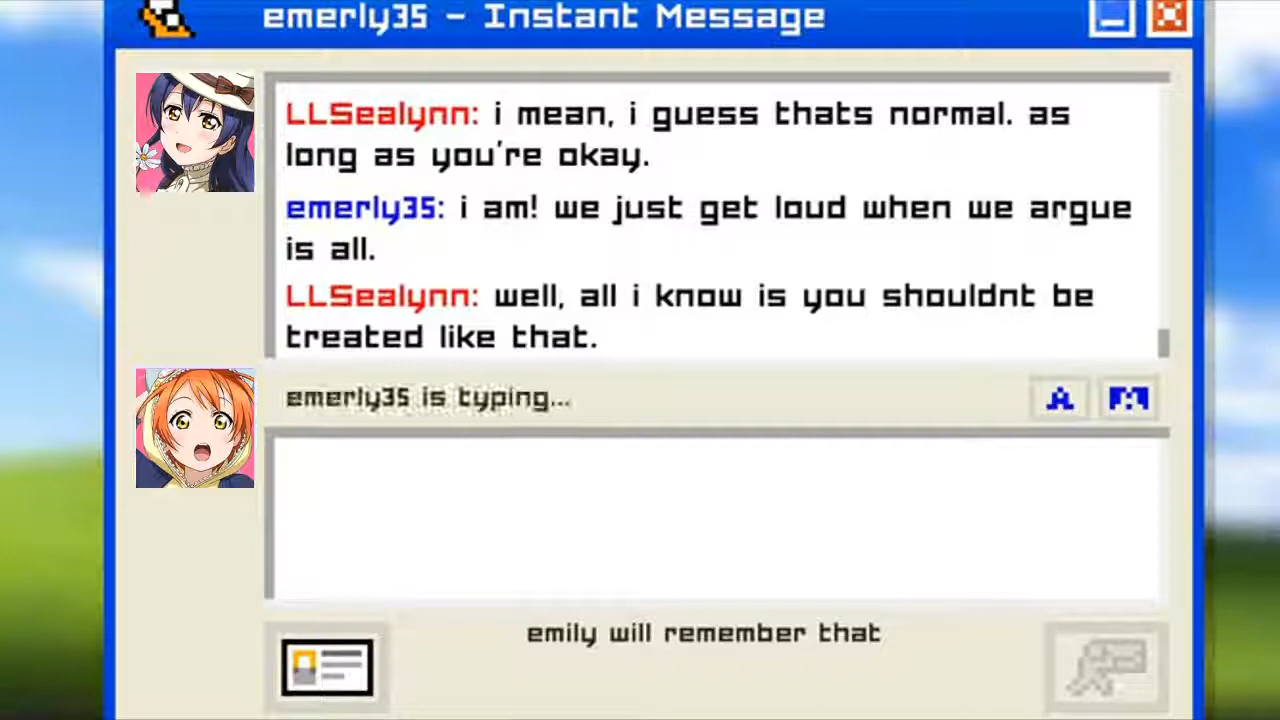 emerly35 - Instant Message
LLSealynn: i mean, i guess thats normal. as
long as you're okay.
emerly35: i am! we just get loud when we argue
is all.
LLSealynn: well, all i know is you shouldnt be
treated like that.
emerly35 is typing...
A
emily will remember that